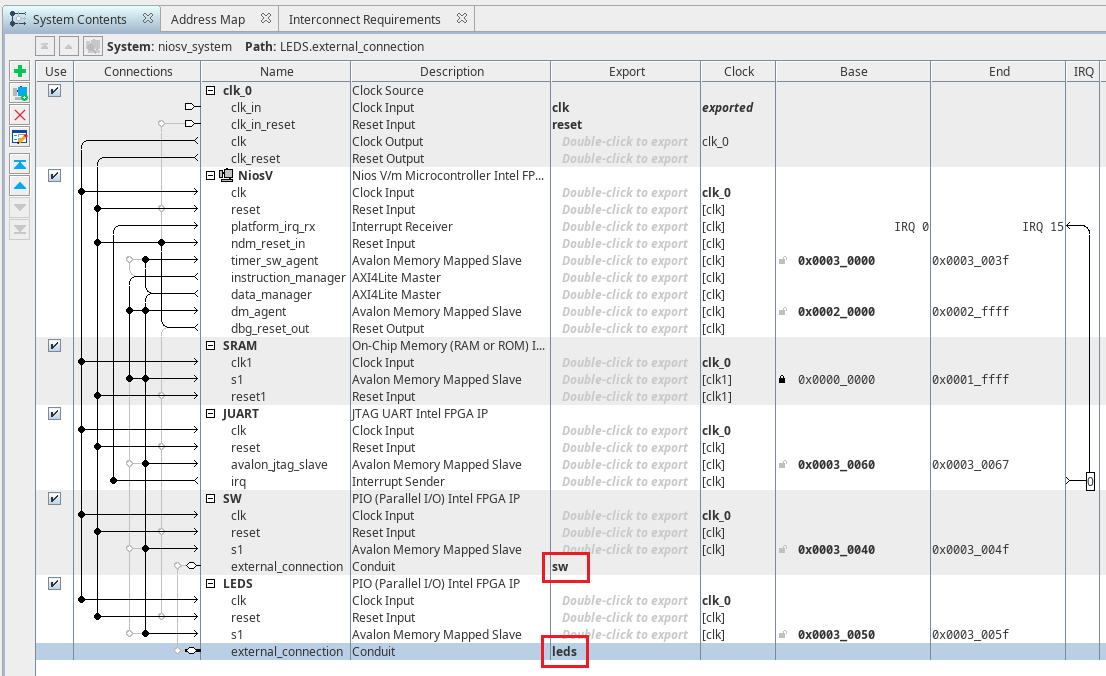 System Contents Address Map Interconnect Requirements
System: niosv_system Path: LEDS.external_connection
Use Connections Name Description Export Clock Base End IRQ
clk_0 Clock Source
clk_in Clock Input clk exported
clk_in_reset Reset Input reset
clk Clock Output Double-click to export clk_0
clk_reset Reset Output Double-click to export
NiosV Nios V/m Microcontroller Intel FP...
clk Clock Input Double-click to export clk_0
reset Reset Input Double-click to export [clk]
platform_irq_rx Interrupt Receiver Double-click to export [clk] IRQ 0 IRQ 15
ndm_reset_in Reset Input Double-click to export [clk]
timer_sw_agent Avalon Memory Mapped Slave Double-click to export [clk] 0x0003_0000 0x0003_003f
instruction_manager AXI4Lite Master Double-click to export [clk]
data_manager AXI4Lite Master Double-click to export [clk]
dm_agent Avalon Memory Mapped Slave Double-click to export [clk] 0x0002_0000 0x0002_ffff
dbg_reset_out Reset Output Double-click to export [clk]
SRAM On-Chip Memory (RAM or ROM) I...
clk1 Clock Input Double-click to export clk_0
s1 Avalon Memory Mapped Slave Double-click to export [clk1] 0x0000_0000 0x0001_ffff
reset1 Reset Input Double-click to export [clk1]
JUART JTAG UART Intel FPGA IP
clk Clock Input Double-click to export clk_0
reset Reset Input Double-click to export [clk]
avalon_jtag_slave Avalon Memory Mapped Slave Double-click to export [clk] 0x0003_0060 0x0003_0067
irq Interrupt Sender Double-click to export [clk] 0
SW PIO (Parallel I/O) Intel FPGA IP
clk Clock Input Double-click to export clk_0
reset Reset Input Double-click to export [clk]
s1 Avalon Memory Mapped Slave Double-click to export [clk] 0x0003_0040 0x0003_004f
external_connection Conduit sw
LEDS PIO (Parallel I/O) Intel FPGA IP
clk Clock Input Double-click to export clk_0
reset Reset Input Double-click to export [clk]
s1 Avalon Memory Mapped Slave Double-click to export [clk] 0x0003_0050 0x0003_005f
external_connection Conduit leds